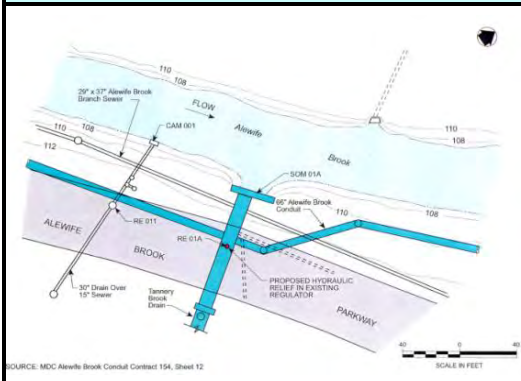 110
108
110
108
29" x 37" Alewife Brook
Branch Sewer
FLOW
CAM 001
Alewife
Brook
110
108
112
110
108
SOM 01A
66" Alewife Brook
Conduit
110
108
RE 011
ALEWIFE
BROOK
RE 01A
PROPOSED HYDRAULIC
RELIEF IN EXISTING
REGULATOR
PARKWAY
30" Drain Over
15" Sewer
Tannery
Brook
Drain
40
0
40
SCALE IN FEET
SOURCE: MDC Alewife Brook Conduit Contract 154, Sheet 12